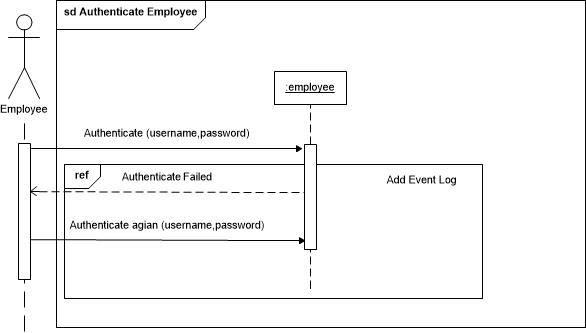 sd Authenticate Employee
:employee
Employee
Authenticate (username,password)
ref
Authenticate Failed
Add Event Log
Authenticate agian (username,password)